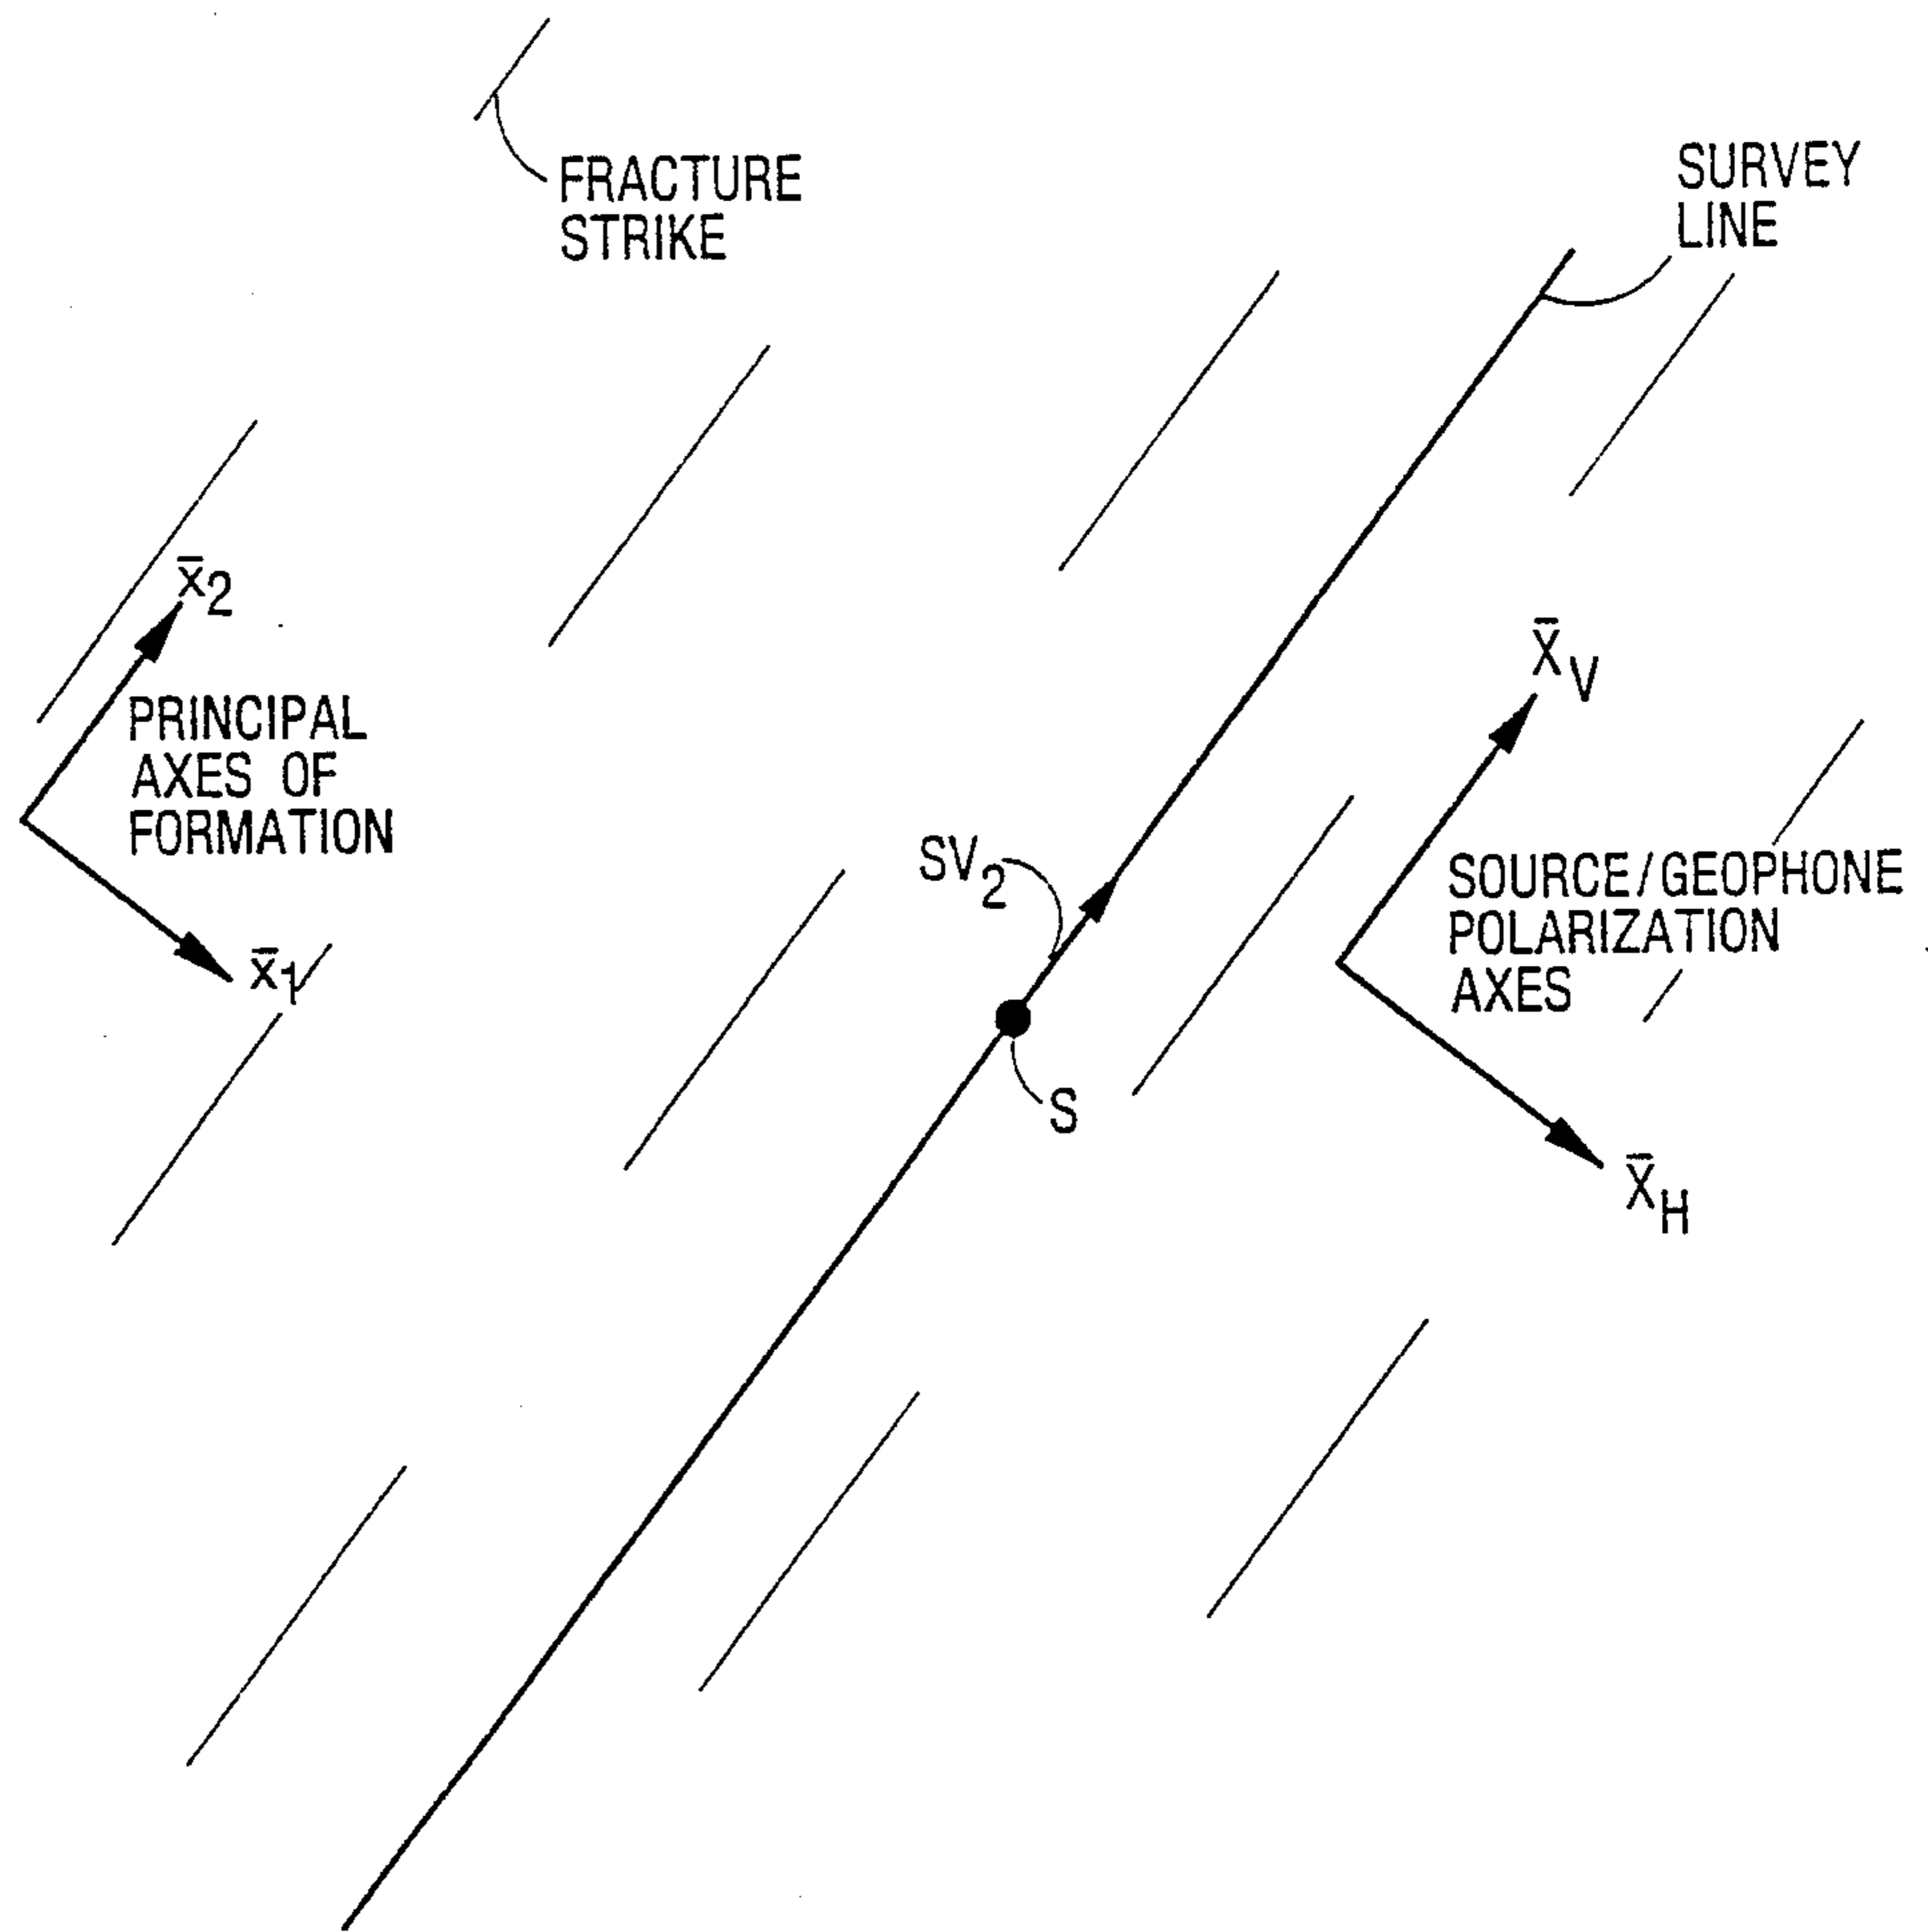 FRACTURE
STRIKE
SURVEY
LINE
x̄2
PRINCIPAL
AXES OF
FORMATION
x̄1
X̄V
SV2
SOURCE/GEOPHONE
POLARIZATION
AXES
S
X̄H